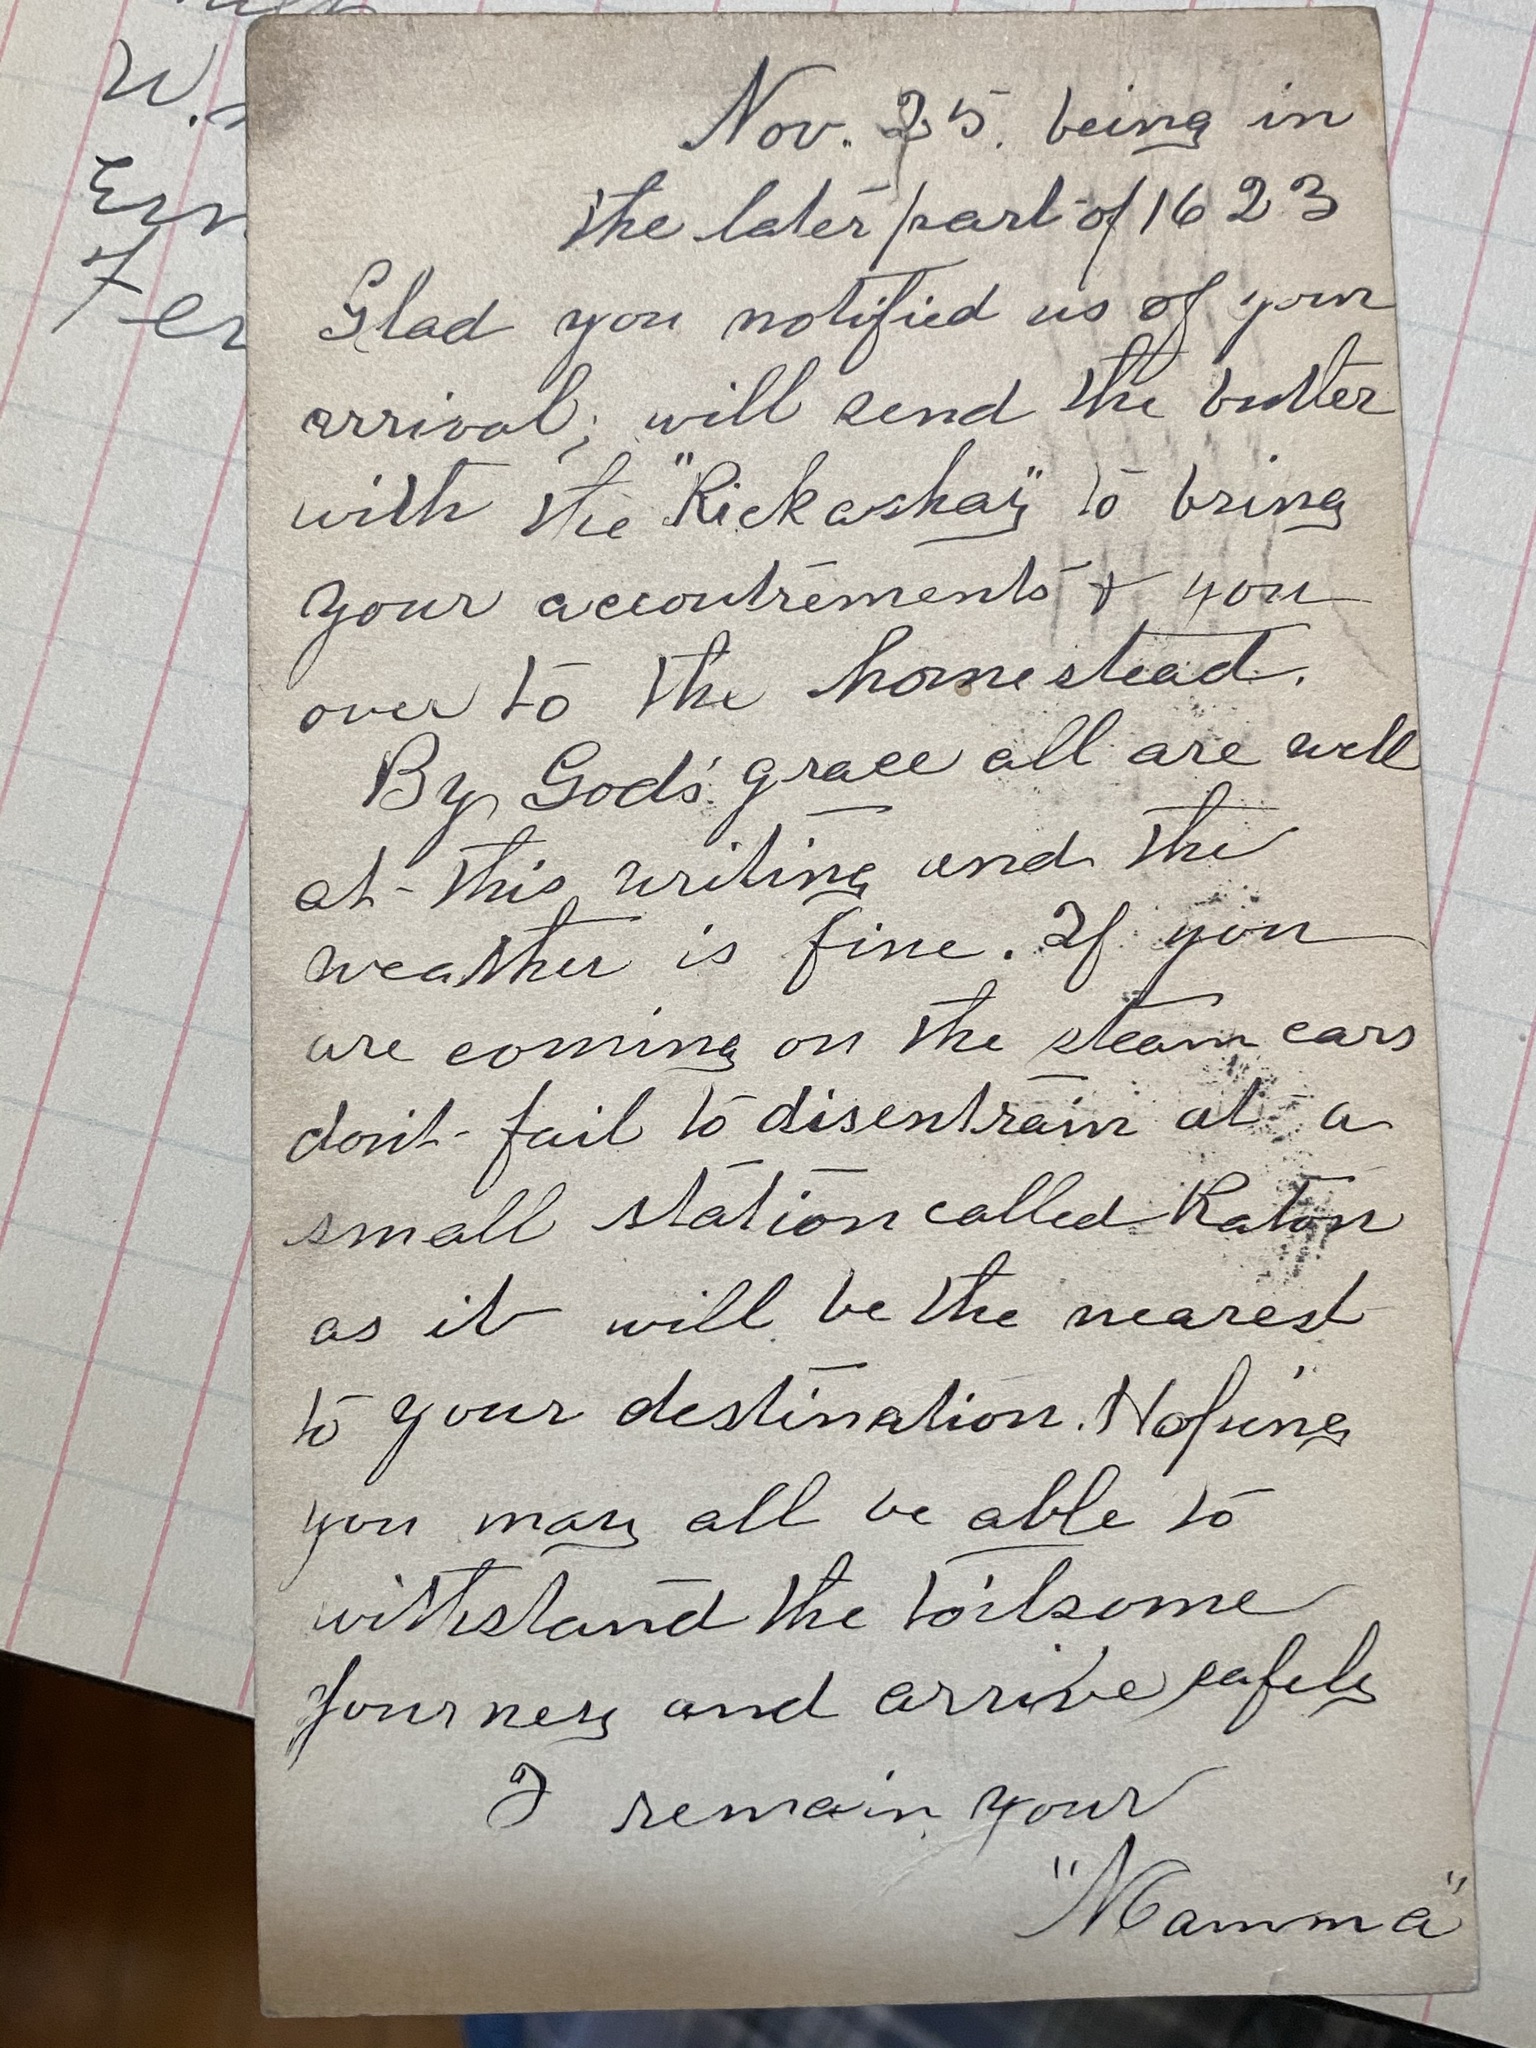 W.
Nov. 25. being in
the later part of 1623
Glad you notified us of your
arrival; will send the butler
with the "Rickashay" to bring
your accoutrements & you
over to the homestead.
By God's grace all are well
at this writing and the
weather is fine. If you
are coming on the steam cars
don't fail to disentrain at a
small station called Raton
as it will be the nearest
to your destination. Hoping
you may all be able to
withstand the toilsome
Journey and arrive safely
I remain your
"Mamma"